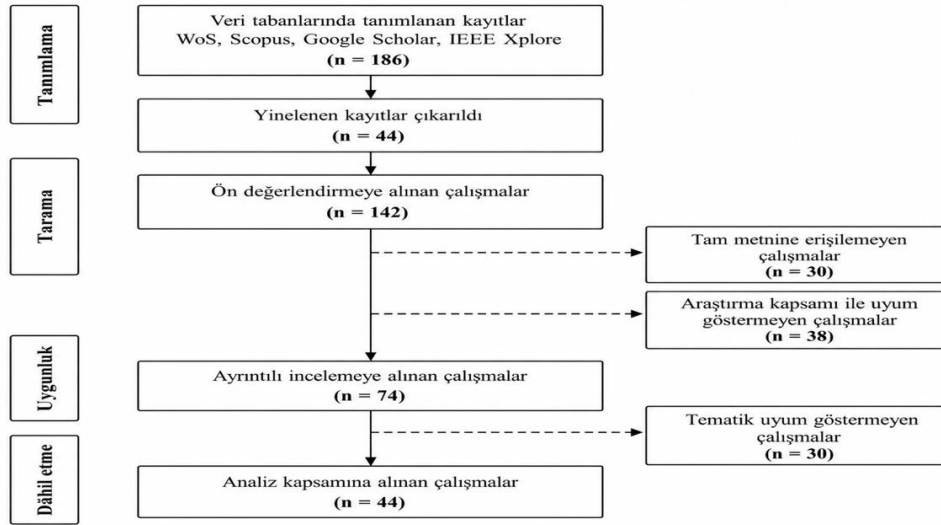 Tanımlama
Veri tabanlarında tanımlanan kayıtlar
WoS, Scopus, Google Scholar, IEEE Xplore
(n = 186)
Yinelenen kayıtlar çıkarıldı
(n = 44)
Tarama
Ön değerlendirmeye alınan çalışmalar
(n = 142)
Tam metnine erişilemeyen
çalışmalar
(n = 30)
Araştırma kapsamı ile uyum
göstermeyen çalışmalar
(n = 38)
Uygunluk
Ayrıntılı incelemeye alınan çalışmalar
(n = 74)
Tematik uyum göstermeyen
çalışmalar
(n = 30)
Dâhil etme
Analiz kapsamına alınan çalışmalar
(n = 44)